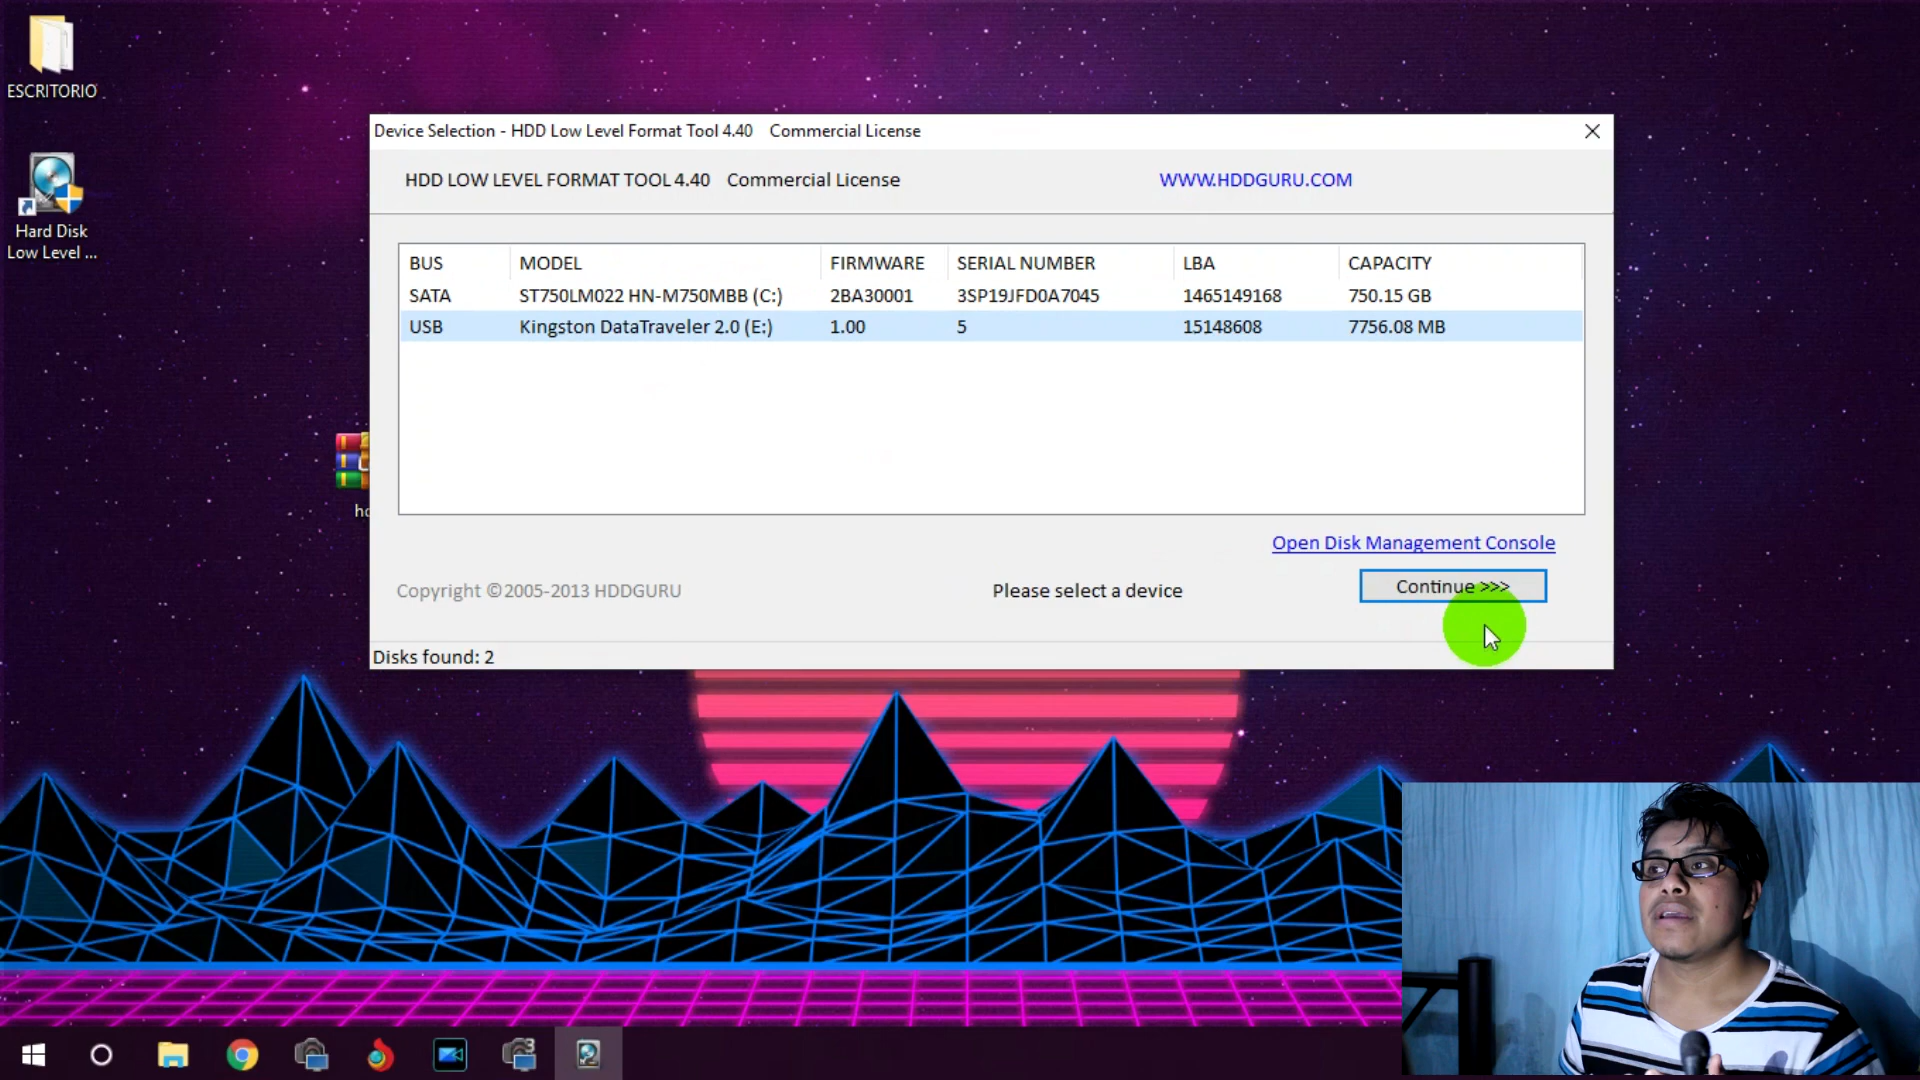 ESCRITORIO
Hard Disk
Low Level ...
Device Selection - HDD Low Level Format Tool 4.40 Commercial License
HDD LOW LEVEL FORMAT TOOL 4.40 Commercial License
WWW.HDDGURU.COM
BUS MODEL FIRMWARE SERIAL NUMBER LBA CAPACITY
SATA ST750LM022 HN-M750MBB (C:) 2BA30001 3SP19JFD0A7045 1465149168 750.15 GB
USB Kingston DataTraveler 2.0 (E:) 1.00 5 15148608 7756.08 MB
Open Disk Management Console
Copyright ©2005-2013 HDDGURU
Please select a device
Continue >>>
Disks found: 2
3